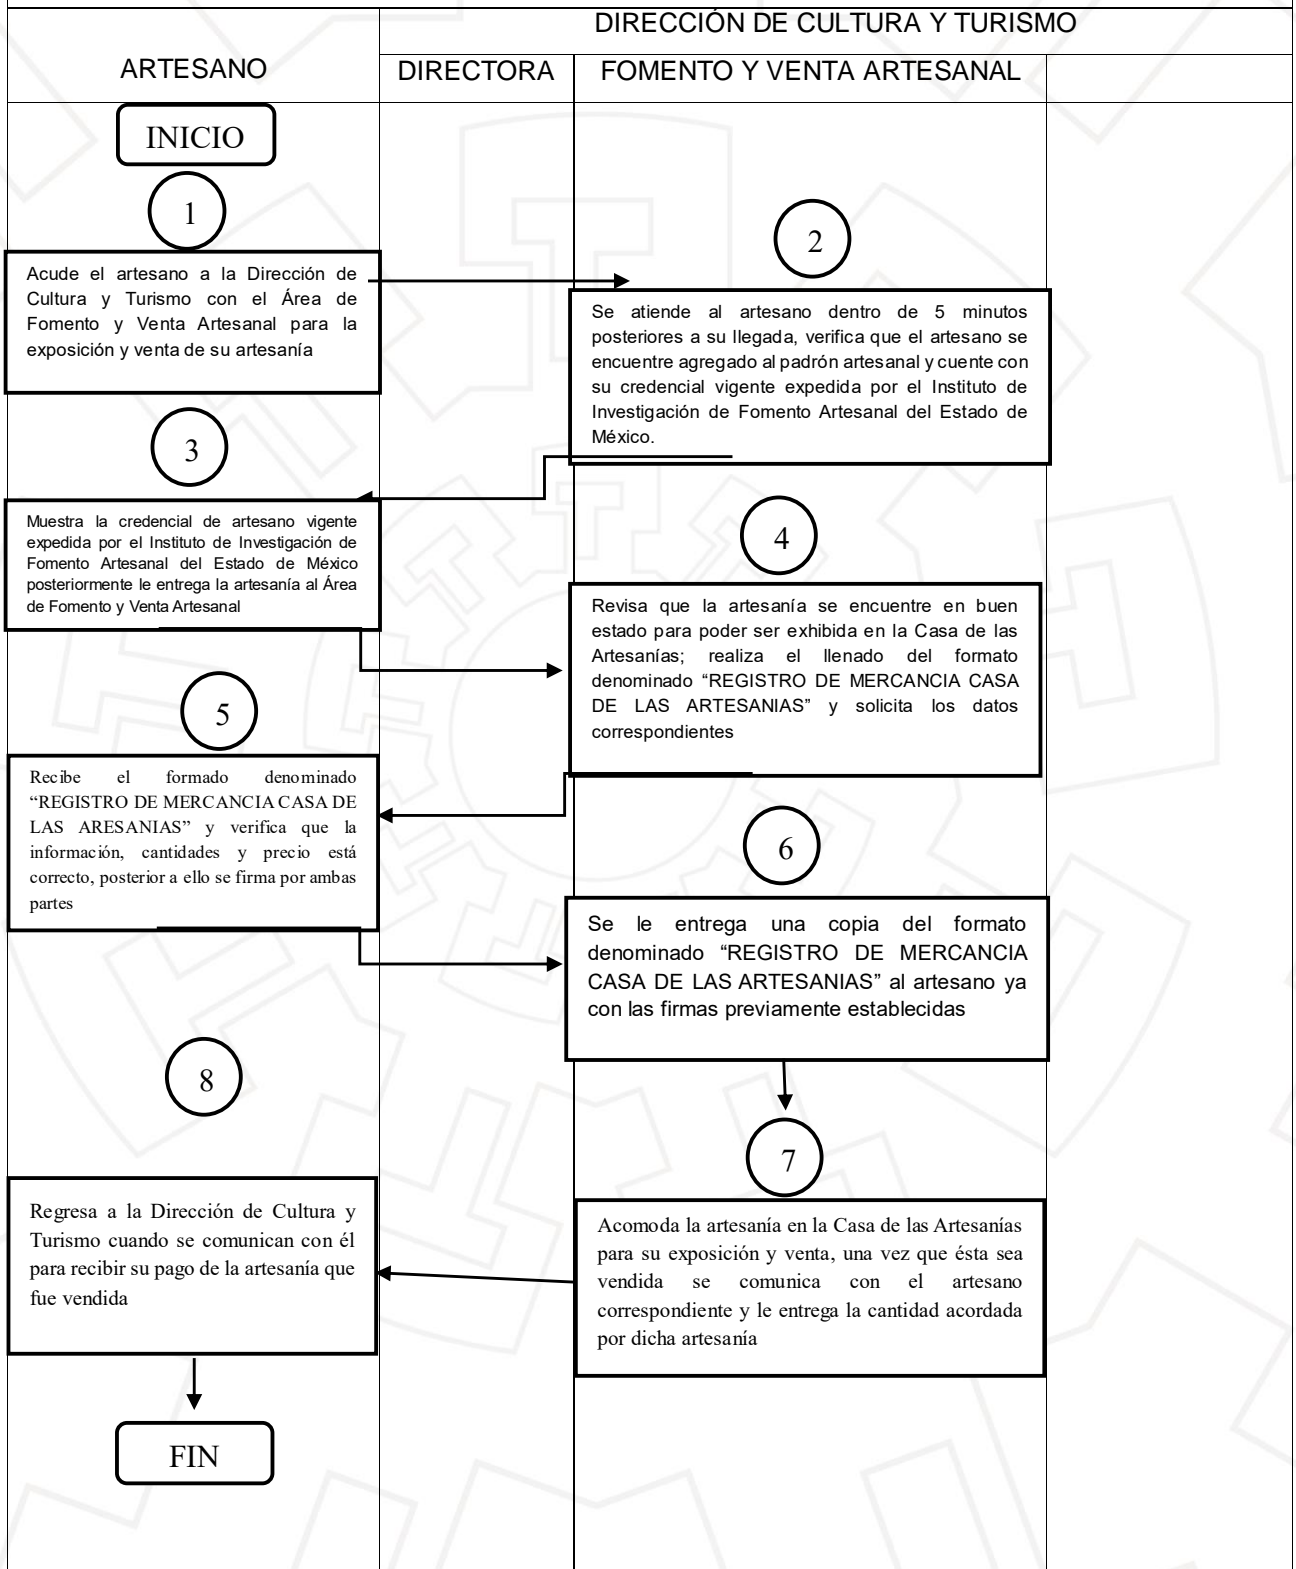 DIRECCIÓN DE CULTURA Y TURISMO
ARTESANO
DIRECTORA
FOMENTO Y VENTA ARTESANAL
INICIO
1
Acude el artesano a la Dirección de
Cultura y Turismo con el Área de
Fomento y Venta Artesanal para la
exposición y venta de su artesanía
2
Se atiende al artesano dentro de 5 minutos
posteriores a su llegada, verifica que el artesano se
encuentre agregado al padrón artesanal y cuente con
su credencial vigente expedida por el Instituto de
Investigación de Fomento Artesanal del Estado de
México.
3
Muestra la credencial de artesano vigente
expedida por el Instituto de Investigación de
Fomento Artesanal del Estado de México
posteriormente le entrega la artesanía al Área
de Fomento y Venta Artesanal
4
Revisa que la artesanía se encuentre en buen
estado para poder ser exhibida en la Casa de las
Artesanías; realiza el llenado del formato
denominado “REGISTRO DE MERCANCIA CASA
DE LAS ARTESANIAS” y solicita los datos
correspondientes
5
Recibe el formado denominado
“REGISTRO DE MERCANCIA CASA DE
LAS ARESANIAS” y verifica que la
información, cantidades y precio está
correcto, posterior a ello se firma por ambas
partes
6
Se le entrega una copia del formato
denominado “REGISTRO DE MERCANCIA
CASA DE LAS ARTESANIAS” al artesano ya
con las firmas previamente establecidas
7
Acomoda la artesanía en la Casa de las Artesanías
para su exposición y venta, una vez que ésta sea
vendida se comunica con el artesano
correspondiente y le entrega la cantidad acordada
por dicha artesanía
8
Regresa a la Dirección de Cultura y
Turismo cuando se comunican con él
para recibir su pago de la artesanía que
fue vendida
FIN